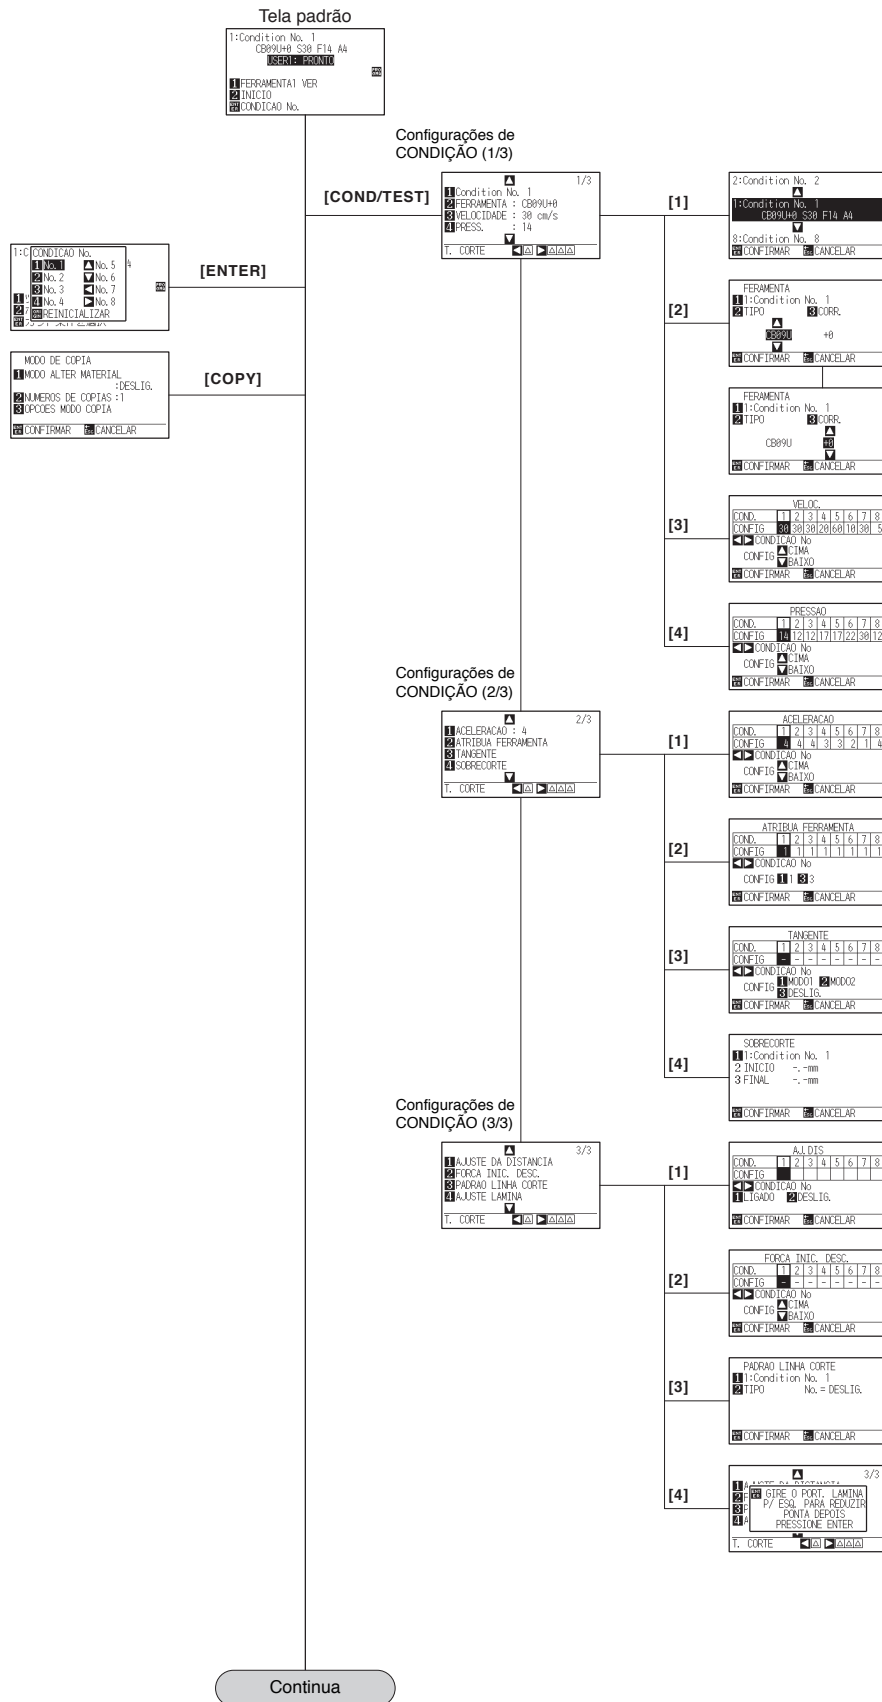 Tela padrão
1:Condition No. 1
CB09U+0 S30 F14 A4
USER1: PRONTO
1 FERRAMENTA1 VER
2 INICIO
CONDICAO No.
Configurações de
CONDIÇÃO (1/3)
[COND/TEST]
1/3
1 Condition No. 1
2 FERRAMENTA : CB09U+0
3 VELOCIDADE : 30 cm/s
4 PRESS. : 14
T. CORTE
[1]
2:Condition No. 2
1:Condition No. 1
CB09U+0 S30 F14 A4
8:Condition No. 8
CONFIRMAR CANCELAR
[ENTER]
1:C CONDICAO No.
1 No. 1 ▲ No. 5 4
2 No. 2 ▼ No. 6
3 No. 3 ◀ No. 7
4 No. 4 ▶ No. 8
REINICIALIZAR
[2]
FERAMENTA
1 1:Condition No. 1
2 TIPO 3 CORR.
CB09U +0
CONFIRMAR CANCELAR
[COPY]
MODO DE COPIA
1 MODO ALTER MATERIAL
:DESLIG.
2 NUMEROS DE COPIAS :1
3 OPCOES MODO COPIA
CONFIRMAR CANCELAR
FERAMENTA
1 1:Condition No. 1
2 TIPO 3 CORR.
CB09U +0
CONFIRMAR CANCELAR
[3]
VELOC.
COND. 1 2 3 4 5 6 7 8
CONFIG 30 30 30 20 60 10 30 5
◀▶ CONDICAO No
CONFIG ▲ CIMA
▼ BAIXO
CONFIRMAR CANCELAR
[4]
PRESSAO
COND. 1 2 3 4 5 6 7 8
CONFIG 14 12 12 17 17 22 30 12
◀▶ CONDICAO No
CONFIG ▲ CIMA
▼ BAIXO
CONFIRMAR CANCELAR
Configurações de
CONDIÇÃO (2/3)
2/3
1 ACELERACAO : 4
2 ATRIBUA FERRAMENTA
3 TANGENTE
4 SOBRECORTE
T. CORTE
[1]
ACELERACAO
COND. 1 2 3 4 5 6 7 8
CONFIG 4 4 4 3 3 2 1 4
◀▶ CONDICAO No
CONFIG ▲ CIMA
▼ BAIXO
CONFIRMAR CANCELAR
[2]
ATRIBUA FERRAMENTA
COND. 1 2 3 4 5 6 7 8
CONFIG 1 1 1 1 1 1 1 1
◀▶ CONDICAO No
CONFIG 1 1 3 3
CONFIRMAR CANCELAR
[3]
TANGENTE
COND. 1 2 3 4 5 6 7 8
CONFIG - - - - - - - -
◀▶ CONDICAO No
CONFIG 1 MODO1 2 MODO2
3 DESLIG.
CONFIRMAR CANCELAR
[4]
SOBRECORTE
1 1:Condition No. 1
2 INICIO -.-mm
3 FINAL -.-mm
CONFIRMAR CANCELAR
Configurações de
CONDIÇÃO (3/3)
3/3
1 AJUSTE DA DISTANCIA
2 FORCA INIC. DESC.
3 PADRAO LINHA CORTE
4 AJUSTE LAMINA
T. CORTE
[1]
AJ.DIS
COND. 1 2 3 4 5 6 7 8
CONFIG
◀▶ CONDICAO No
1 LIGADO 2 DESLIG.
CONFIRMAR CANCELAR
[2]
FORCA INIC. DESC.
COND. 1 2 3 4 5 6 7 8
CONFIG - - - - - - - -
◀▶ CONDICAO No
CONFIG ▲ CIMA
▼ BAIXO
CONFIRMAR CANCELAR
[3]
PADRAO LINHA CORTE
1 1:Condition No. 1
2 TIPO No. = DESLIG.
CONFIRMAR CANCELAR
[4]
3/3
GIRE O PORT. LAMINA
P/ ESQ. PARA REDUZIR
PONTA DEPOIS
PRESSIONE ENTER
T. CORTE
Continua